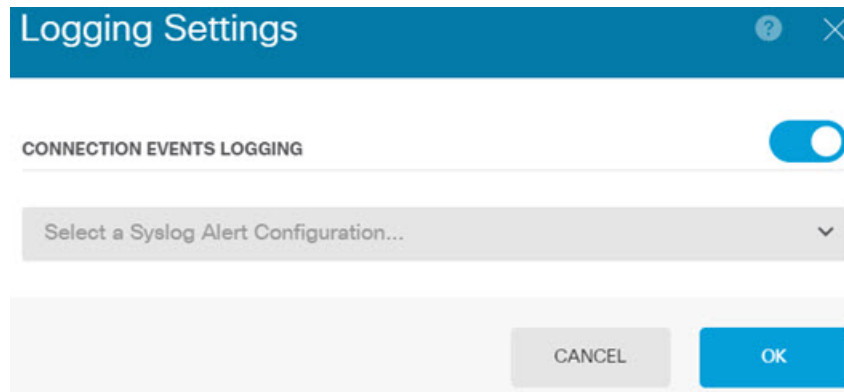 Logging Settings
?
CONNECTION EVENTS LOGGING
Select a Syslog Alert Configuration...
CANCEL
OK